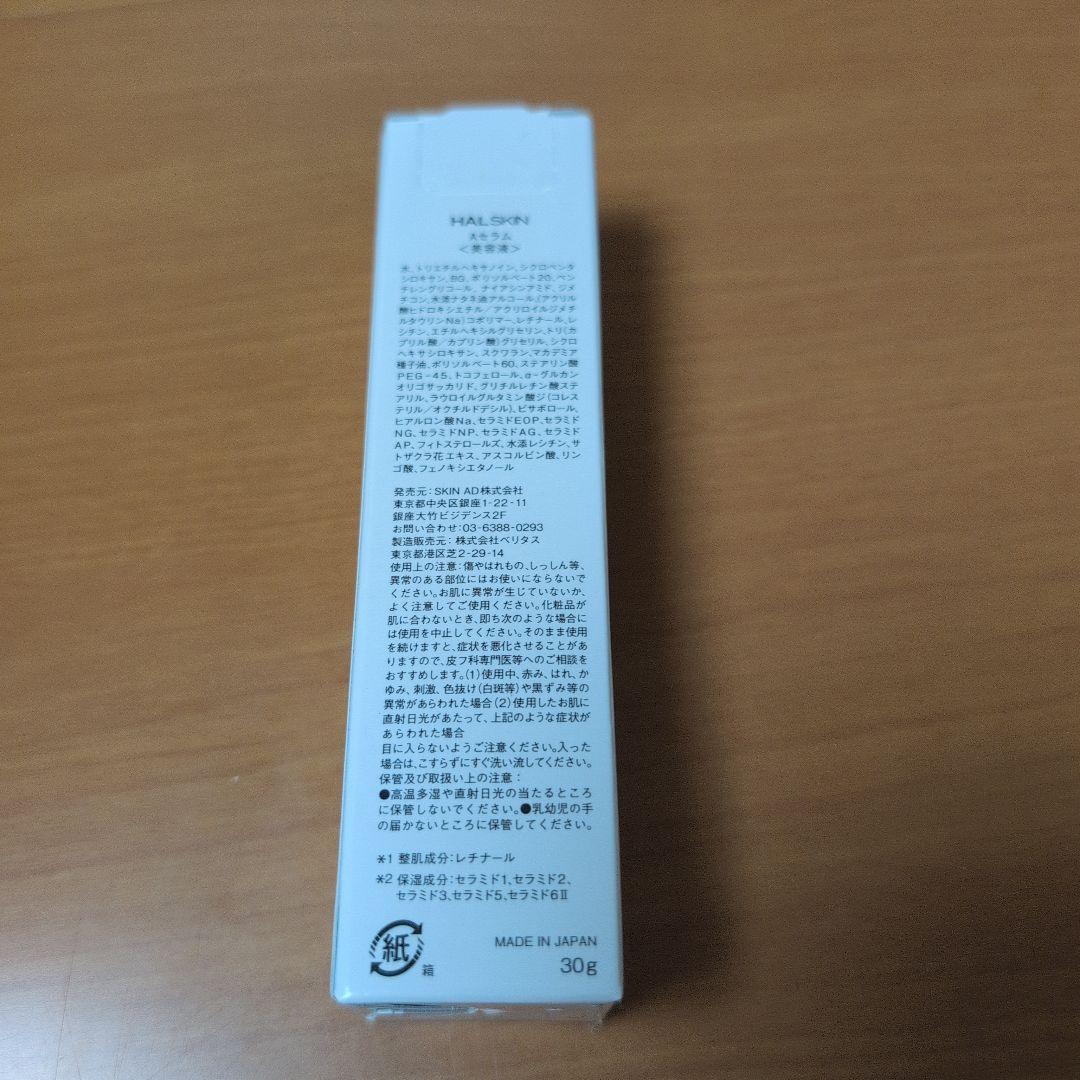 HAL SKIN
Aセラム
<美容液>
水、トリエチルヘキサノイン、シクロペンタ
シロキサン、BG、ポリソルベート20、ペン
チレングリコール、ナイアシンアミド、ジメ
チコン、水添ナタネ油アルコール、(アクリル
酸ヒドロキシエチル/アクリロイルジメチ
ルタウリンNa)コポリマー、レチナール、レ
シチン、エチルヘキシルグリセリン、トリ(カ
プリル酸/カプリン酸)グリセリル、シクロ
ヘキサシロキサン、スクワラン、マカデミア
種子油、ポリソルベート60、ステアリン酸
PEG-45、トコフェロール、α-グルカン
オリゴサッカリド、グリチルレチン酸ステ
アリル、ラウロイルグルタミン酸ジ(コレス
テリル/オクチルドデシル)、ビサボロール、
ヒアルロン酸Na、セラミドEOP、セラミド
NG、セラミドNP、セラミドAG、セラミド
AP、フィトステロールズ、水添レシチン、サ
トザクラ花エキス、アスコルビン酸、リン
ゴ酸、フェノキシエタノール
発売元:SKIN AD株式会社
東京都中央区銀座1-22-11
銀座大竹ビジデンス2F
お問い合わせ:03-6388-0293
製造販売元:株式会社ベリタス
東京都港区芝2-29-14
使用上の注意:傷やはれもの、しっしん等、
異常のある部位にはお使いにならないで
ください。お肌に異常が生じていないか、
よく注意してご使用ください。化粧品が
肌に合わないとき、即ち次のような場合に
は使用を中止してください。そのまま使用
を続けますと、症状を悪化させることがあ
りますので、皮フ科専門医等へのご相談を
おすすめします。(1)使用中、赤み、はれ、か
ゆみ、刺激、色抜け(白斑等)や黒ずみ等の
異常があらわれた場合(2)使用したお肌に
直射日光があたって、上記のような症状が
あらわれた場合
目に入らないようご注意ください。入った
場合は、こすらずにすぐ洗い流してください。
保管及び取扱い上の注意:
●高温多湿や直射日光の当たるところ
に保管しないでください。●乳幼児の手
の届かないところに保管してください。
*1 整肌成分:レチナール
*2 保湿成分:セラミド1、セラミド2、
セラミド3、セラミド5、セラミド6Ⅱ
紙
箱
MADE IN JAPAN
30g